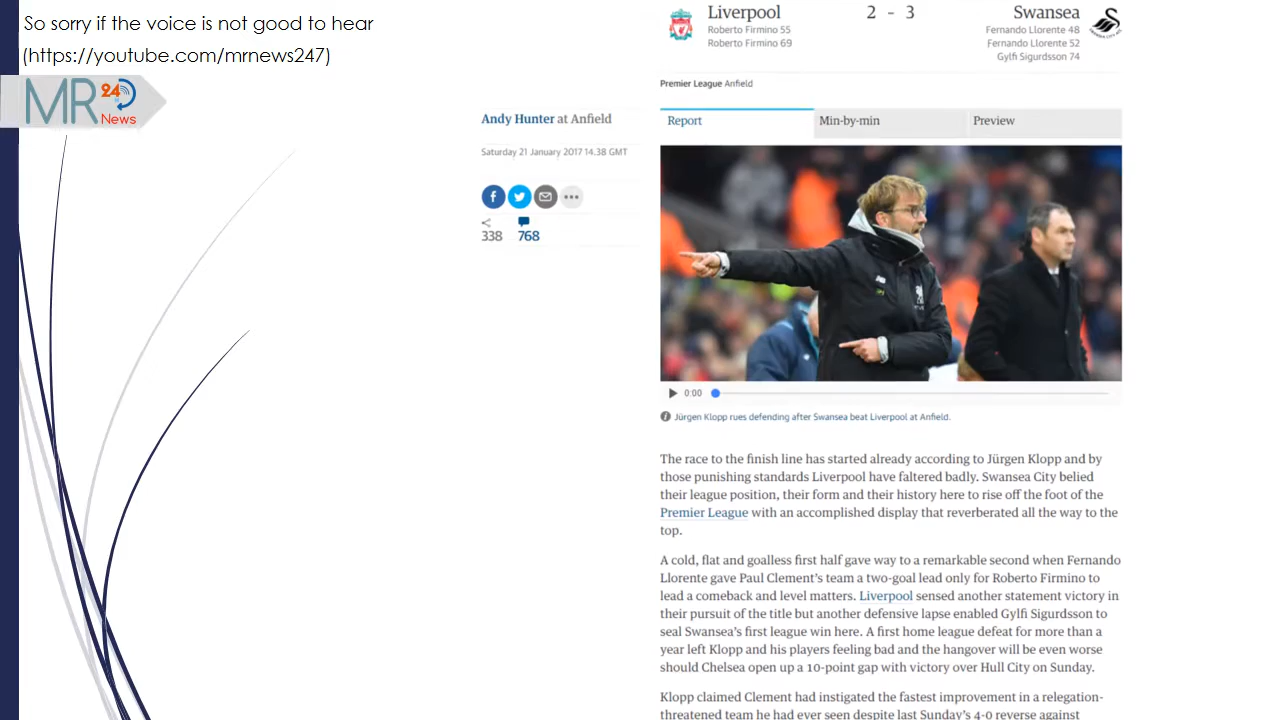 So sorry if the voice is not good to hear
(https://youtube.com/mrnews247)
MR
24
News
Liverpool 2 - 3 Swansea
Roberto Firmino 55
Roberto Firmino 69
Fernando Llorente 48
Fernando Llorente 52
Gylfi Sigurdsson 74
Premier League Anfield
Andy Hunter at Anfield
Saturday 21 January 2017 14.38 GMT
338 768
Report Min-by-min Preview
0:00
Jürgen Klopp rues defending after Swansea beat Liverpool at Anfield.
The race to the finish line has started already according to Jürgen Klopp and by
those punishing standards Liverpool have faltered badly. Swansea City belied
their league position, their form and their history here to rise off the foot of the
Premier League with an accomplished display that reverberated all the way to the
top.
A cold, flat and goalless first half gave way to a remarkable second when Fernando
Llorente gave Paul Clement's team a two-goal lead only for Roberto Firmino to
lead a comeback and level matters. Liverpool sensed another statement victory in
their pursuit of the title but another defensive lapse enabled Gylfi Sigurdsson to
seal Swansea's first league win here. A first home league defeat for more than a
year left Klopp and his players feeling bad and the hangover will be even worse
should Chelsea open up a 10-point gap with victory over Hull City on Sunday.
Klopp claimed Clement had instigated the fastest improvement in a relegation-
threatened team he had ever seen despite last Sunday's 4-0 reverse against